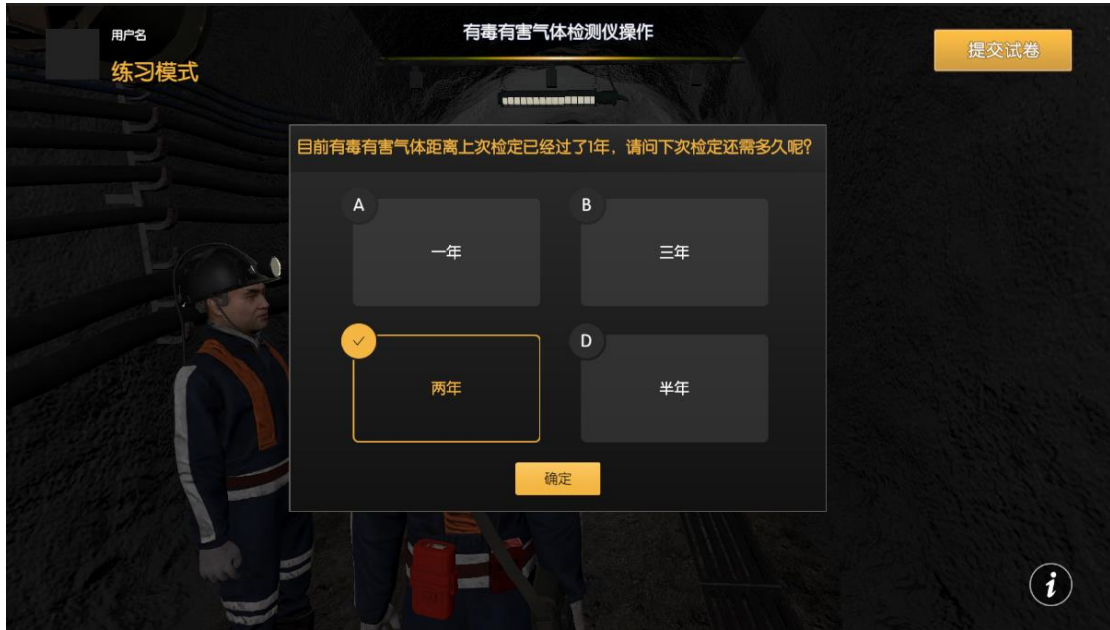 用户名
练习模式
有毒有害气体检测仪操作
提交试卷
目前有毒有害气体距离上次检定已经过了1年，请问下次检定还需多久呢?
A
一年
B
三年
两年
D
半年
确定
i